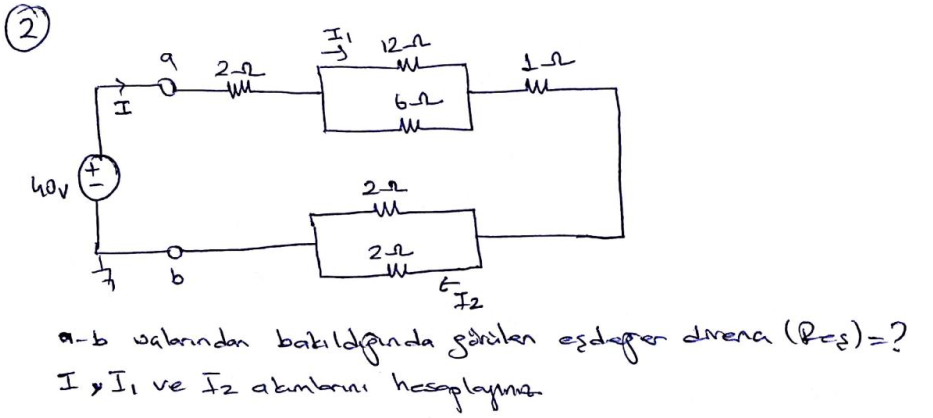 2
I₁
12Ω
a
2Ω
1Ω
I
6Ω
40v
+
-
2Ω
2Ω
b
I₂
a-b uçlarından bakıldığında görülen eşdeğer direnci (Reş)=?
I, I₁ ve I₂ akımlarını hesaplayınız